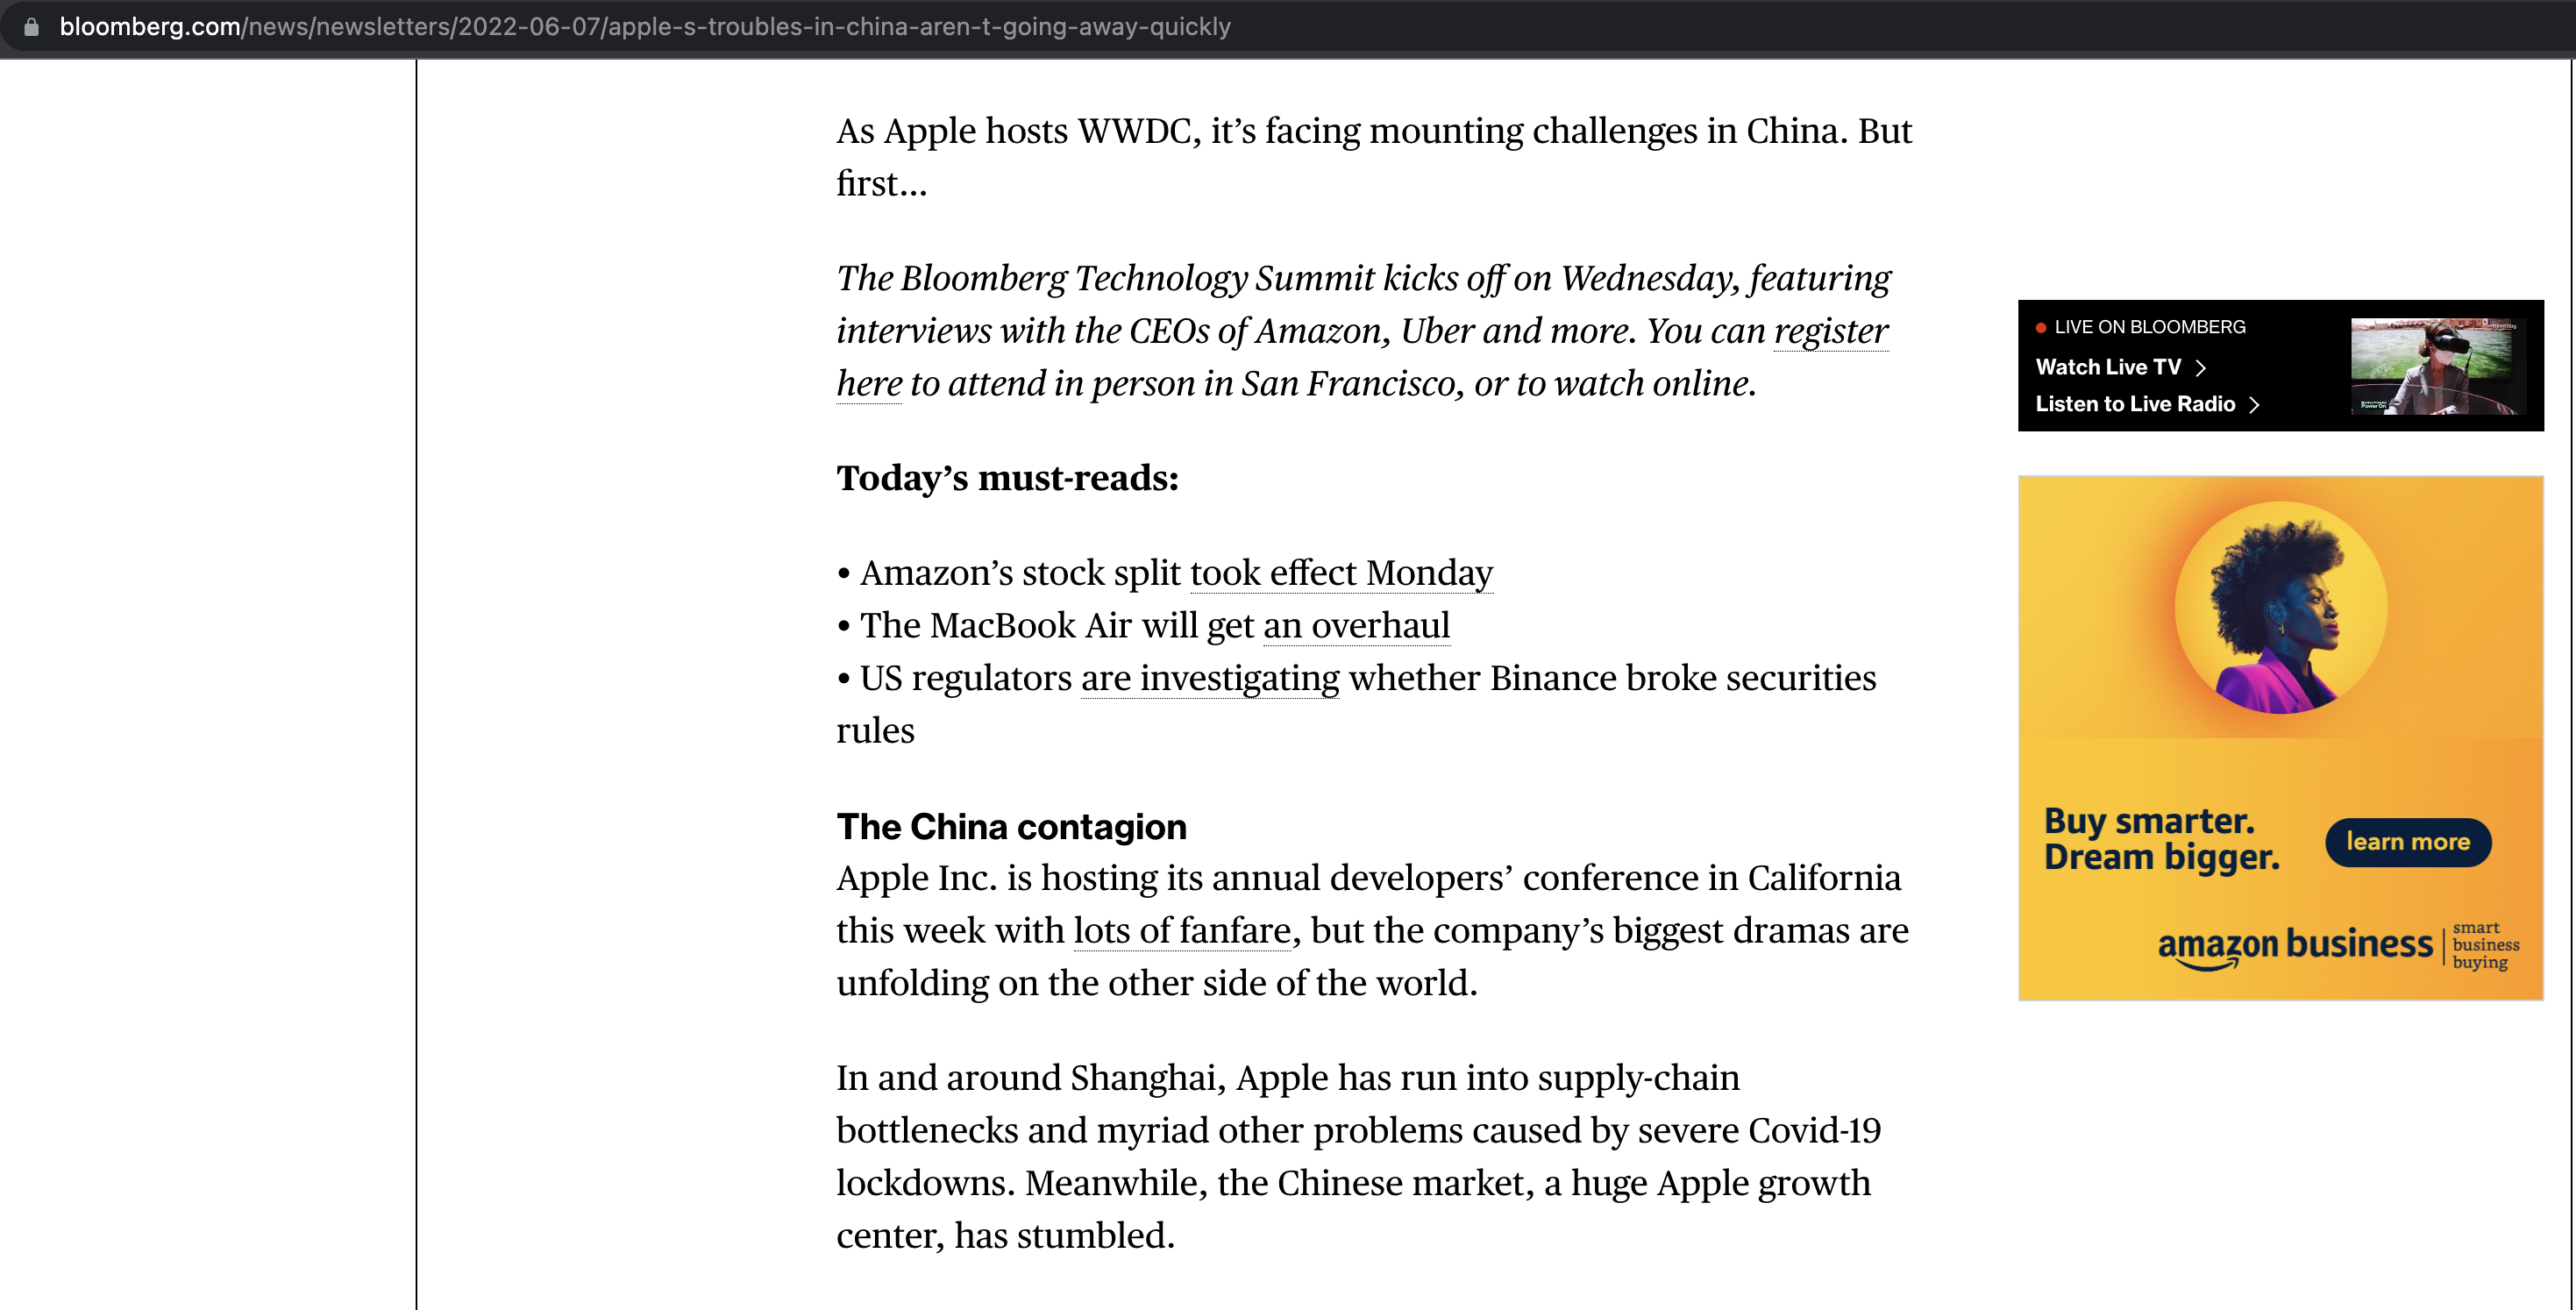 bloomberg.com/news/newsletters/2022-06-07/apple-s-troubles-in-china-aren-t-going-away-quickly
As Apple hosts WWDC, it’s facing mounting challenges in China. But
first...
The Bloomberg Technology Summit kicks off on Wednesday, featuring
interviews with the CEOs of Amazon, Uber and more. You can register
here to attend in person in San Francisco, or to watch online.
Today’s must-reads:
• Amazon’s stock split took effect Monday
• The MacBook Air will get an overhaul
• US regulators are investigating whether Binance broke securities
rules
The China contagion
Apple Inc. is hosting its annual developers’ conference in California
this week with lots of fanfare, but the company’s biggest dramas are
unfolding on the other side of the world.
In and around Shanghai, Apple has run into supply-chain
bottlenecks and myriad other problems caused by severe Covid-19
lockdowns. Meanwhile, the Chinese market, a huge Apple growth
center, has stumbled.
LIVE ON BLOOMBERG
Watch Live TV
Listen to Live Radio
Power On
Buy smarter.
Dream bigger.
learn more
amazon business
smart
business
buying